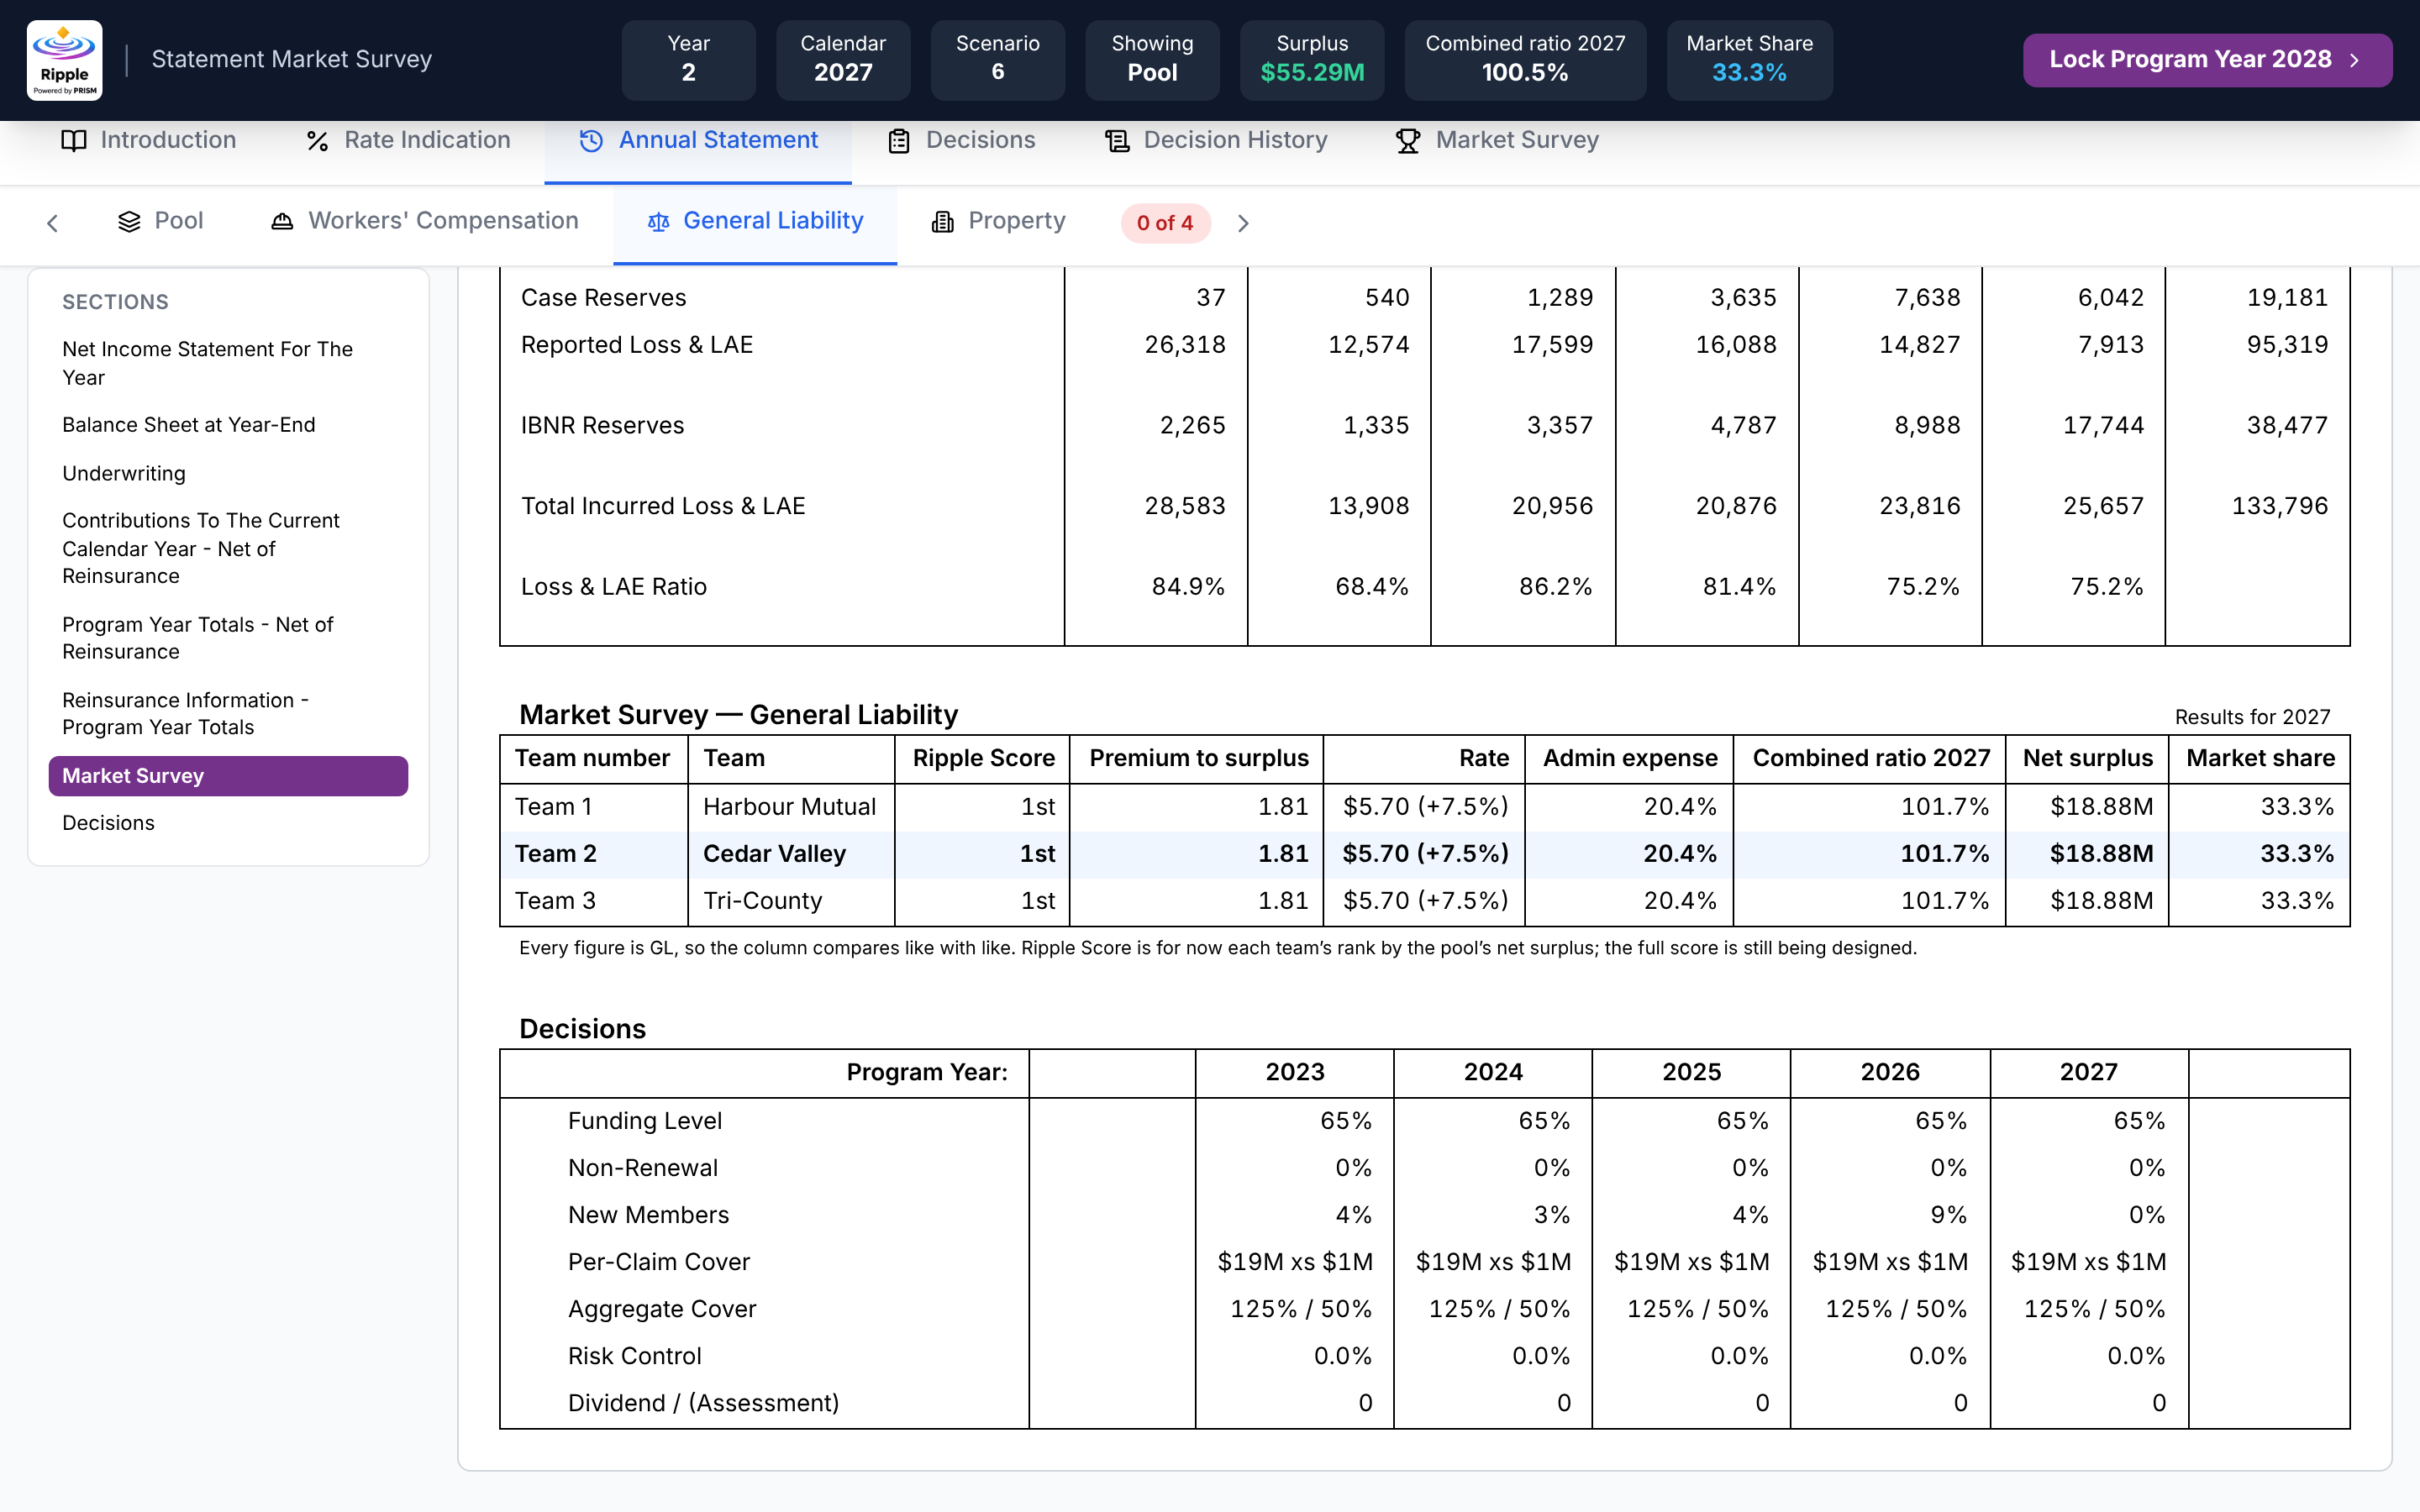 Ripple
Powered by PRISM
Statement Market Survey
Year
2
Calendar
2027
Scenario
6
Showing
Pool
Surplus
$55.29M
Combined ratio 2027
100.5%
Market Share
33.3%
Lock Program Year 2028
Introduction
Rate Indication
Annual Statement
Decisions
Decision History
Market Survey
Pool
Workers' Compensation
General Liability
Property
0 of 4
SECTIONS
Net Income Statement For The
Year
Balance Sheet at Year-End
Underwriting
Contributions To The Current
Calendar Year - Net of
Reinsurance
Program Year Totals - Net of
Reinsurance
Reinsurance Information -
Program Year Totals
Market Survey
Decisions
Case Reserves 37 540 1,289 3,635 7,638 6,042 19,181
Reported Loss & LAE 26,318 12,574 17,599 16,088 14,827 7,913 95,319
IBNR Reserves 2,265 1,335 3,357 4,787 8,988 17,744 38,477
Total Incurred Loss & LAE 28,583 13,908 20,956 20,876 23,816 25,657 133,796
Loss & LAE Ratio 84.9% 68.4% 86.2% 81.4% 75.2% 75.2%
Market Survey — General Liability
Results for 2027
Team number Team Ripple Score Premium to surplus Rate Admin expense Combined ratio 2027 Net surplus Market share
Team 1 Harbour Mutual 1st 1.81 $5.70 (+7.5%) 20.4% 101.7% $18.88M 33.3%
Team 2 Cedar Valley 1st 1.81 $5.70 (+7.5%) 20.4% 101.7% $18.88M 33.3%
Team 3 Tri-County 1st 1.81 $5.70 (+7.5%) 20.4% 101.7% $18.88M 33.3%
Every figure is GL, so the column compares like with like. Ripple Score is for now each team’s rank by the pool’s net surplus; the full score is still being designed.
Decisions
Program Year: 2023 2024 2025 2026 2027
Funding Level 65% 65% 65% 65% 65%
Non-Renewal 0% 0% 0% 0% 0%
New Members 4% 3% 4% 9% 0%
Per-Claim Cover $19M xs $1M $19M xs $1M $19M xs $1M $19M xs $1M $19M xs $1M
Aggregate Cover 125% / 50% 125% / 50% 125% / 50% 125% / 50% 125% / 50%
Risk Control 0.0% 0.0% 0.0% 0.0% 0.0%
Dividend / (Assessment) 0 0 0 0 0